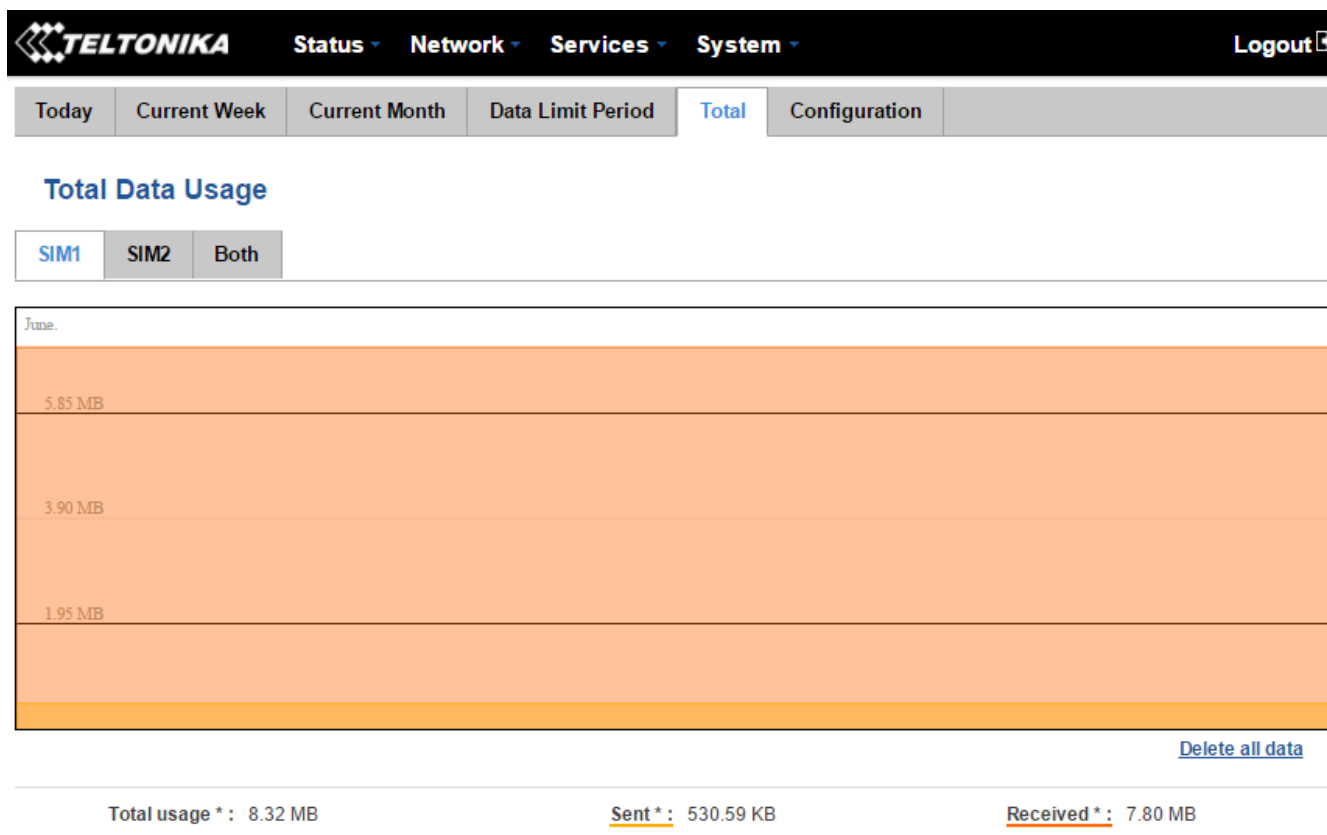 TELTONIKA Status Network Services System Logout
Today Current Week Current Month Data Limit Period Total Configuration
Total Data Usage
SIM1 SIM2 Both
June.
5.85 MB
3.90 MB
1.95 MB
Delete all data
Total usage * : 8.32 MB Sent * : 530.59 KB Received * : 7.80 MB